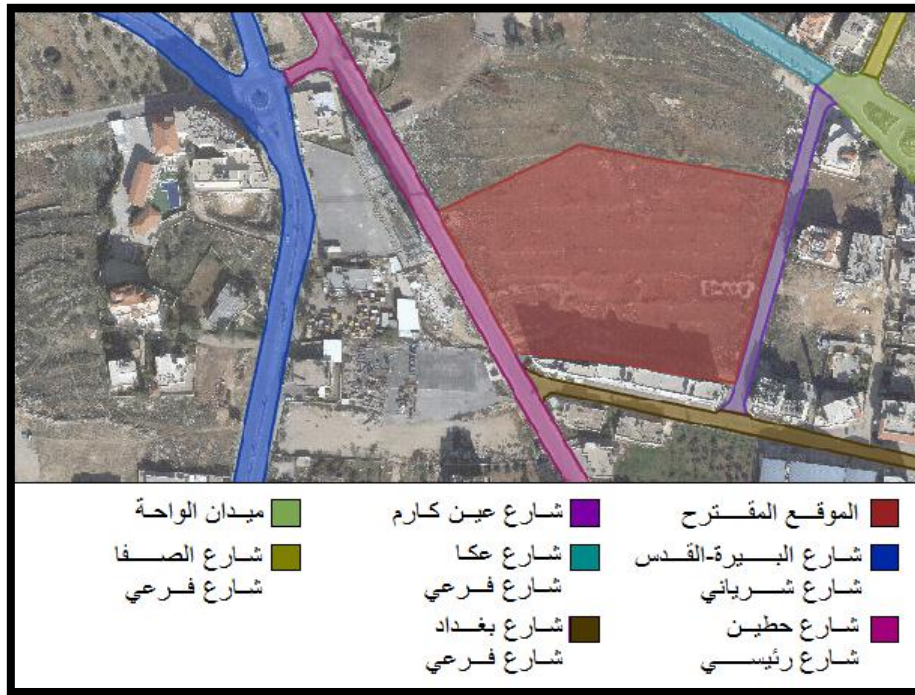 الموقع المقترح
شارع البيرة-القدس
شارع شرياني
شارع حطين
شارع رئيسي
شارع عين كارم
شارع عكا
شارع فرعي
شارع بغداد
شارع فرعي
ميدان الواحة
شارع الصفا
شارع فرعي